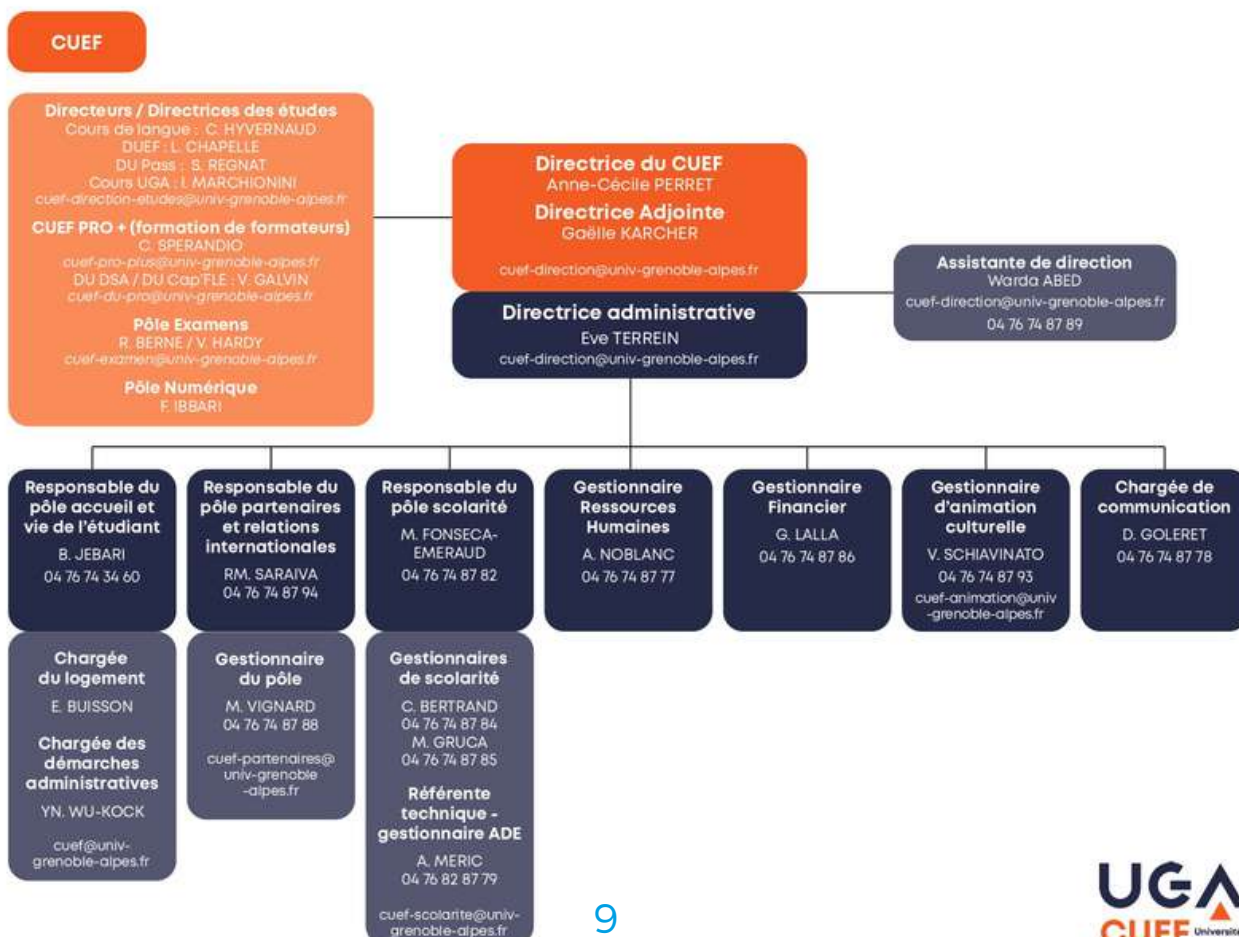 CUEF
Directeurs / Directrices des études
Cours de langue : C. HYVERNAUD
DUEF : L. CHAPELLE
DU Pass : S. REGNAT
Cours UGA : I. MARCHIONINI
cuef-direction-etudes@univ-grenoble-alpes.fr
CUEF PRO + (formation de formateurs)
C. SPERANDIO
cuef-pro-plus@univ-grenoble-alpes.fr
DU DSA / DU Cap'FLE : V. GALVIN
cuef-du-pro@univ-grenoble-alpes.fr
Pôle Examens
R. BERNE / V. HARDY
cuef-examen@univ-grenoble-alpes.fr
Pôle Numérique
F. IBBARI
Directrice du CUEF
Anne-Cécile PERRET
Directrice Adjointe
Gaëlle KARCHER
cuef-direction@univ-grenoble-alpes.fr
Directrice administrative
Eve TERREIN
cuef-direction@univ-grenoble-alpes.fr
Assistante de direction
Warda ABED
cuef-direction@univ-grenoble-alpes.fr
04 76 74 87 89
Responsable du
pôle accueil et
vie de l'étudiant
B. JEBARI
04 76 74 34 60
Chargée
du logement
E. BUISSON
Chargée des
démarches
administratives
YN. WU-KOCK
cuef@univ-
grenoble-alpes.fr
Responsable du
pôle partenaires
et relations
internationales
RM. SARAIVA
04 76 74 87 94
Gestionnaire
du pôle
M. VIGNARD
04 76 74 87 88
cuef-partenaires@
univ-grenoble
-alpes.fr
Responsable du
pôle scolarité
M. FONSECA-
EMERAUD
04 76 74 87 82
Gestionnaires
de scolarité
C. BERTRAND
04 76 74 87 84
M. GRUCA
04 76 74 87 85
Référente
technique -
gestionnaire ADE
A. MERIC
04 76 82 87 79
cuef-scolarite@univ-
grenoble-alpes.fr
Gestionnaire
Ressources
Humaines
A. NOBLANC
04 76 74 87 77
Gestionnaire
Financier
G. LALLA
04 76 74 87 86
Gestionnaire
d'animation
culturelle
V. SCHIAVINATO
04 76 74 87 93
cuef-animation@univ
-grenoble-alpes.fr
Chargée de
communication
D. GOLERET
04 76 74 87 78
9
UGA
CUEF Université